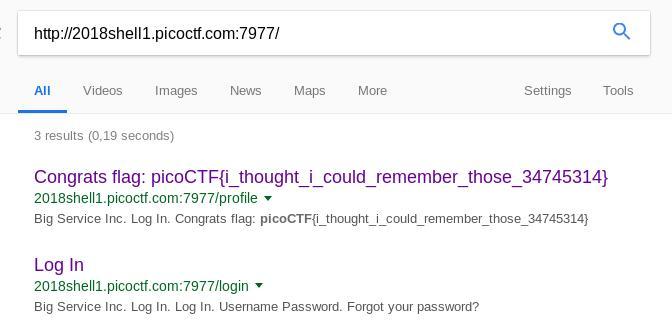 http://2018shell1.picoctf.com:7977/
All Videos Images News Maps More Settings Tools
3 results (0,19 seconds)
Congrats flag: picoCTF{i_thought_i_could_remember_those_34745314}
2018shell1.picoctf.com:7977/profile
Big Service Inc. Log In. Congrats flag: picoCTF{i_thought_i_could_remember_those_34745314}
Log In
2018shell1.picoctf.com:7977/login
Big Service Inc. Log In. Log In. Username Password. Forgot your password?